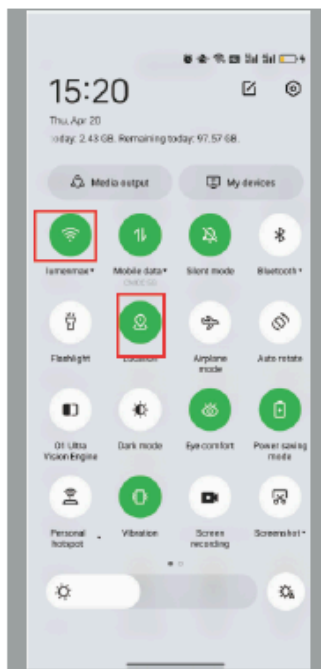 15:20
Thu, Apr 20
oday: 2.43 GB. Remaining today: 97.57 GB.
Media output
My devices
lumenmax
Mobile data
Silent mode
Bluetooth
Flashlight
Location
Airplane
mode
Auto rotate
O1 Ultra
Vision Engine
Dark mode
Eye comfort
Power saving
mode
Personal
hotspot
Vibration
Screen
recording
Screenshot